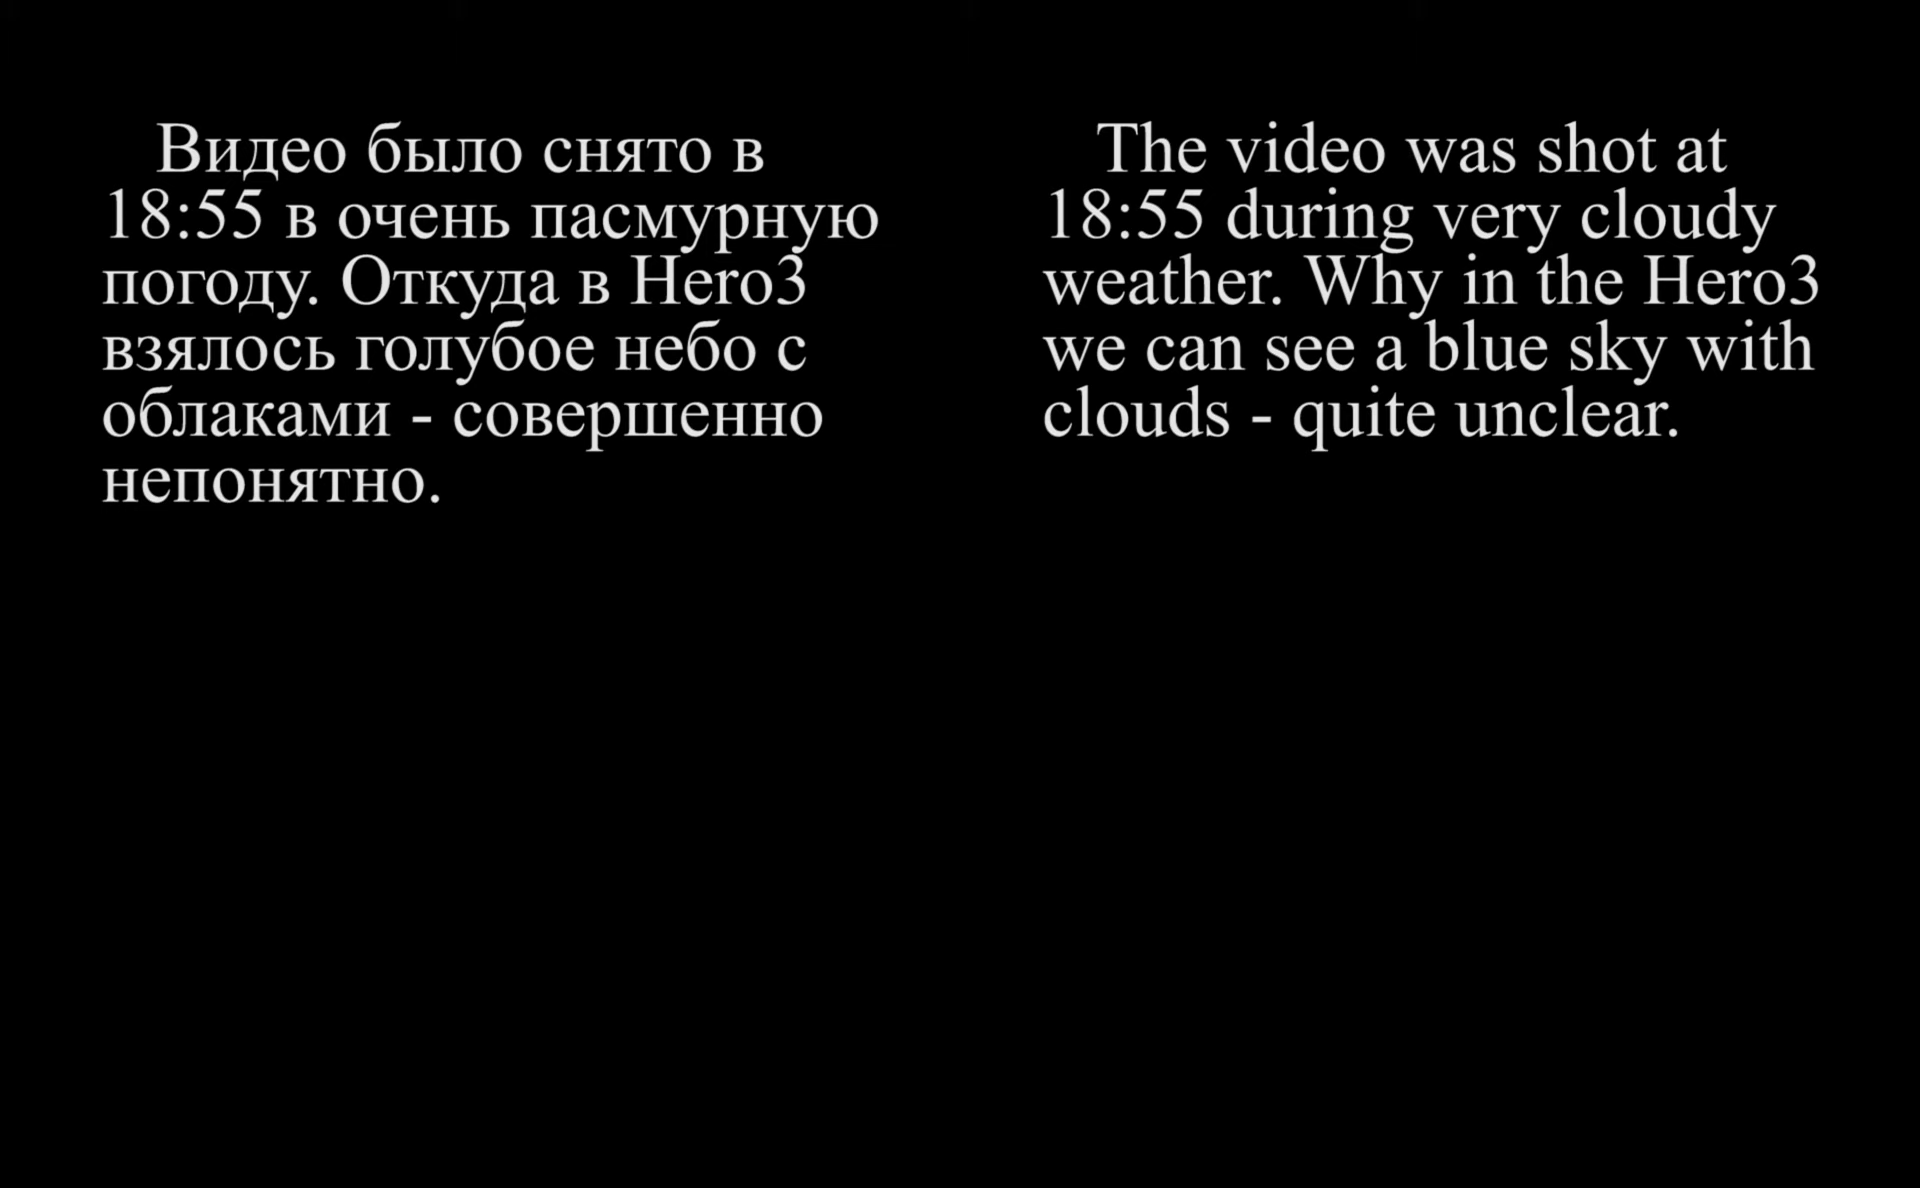 Видео было снято в
18:55 в очень пасмурную
погоду. Откуда в Hero3
взялось голубое небо с
облаками - совершенно
непонятно.
The video was shot at
18:55 during very cloudy
weather. Why in the Hero3
we can see a blue sky with
clouds - quite unclear.